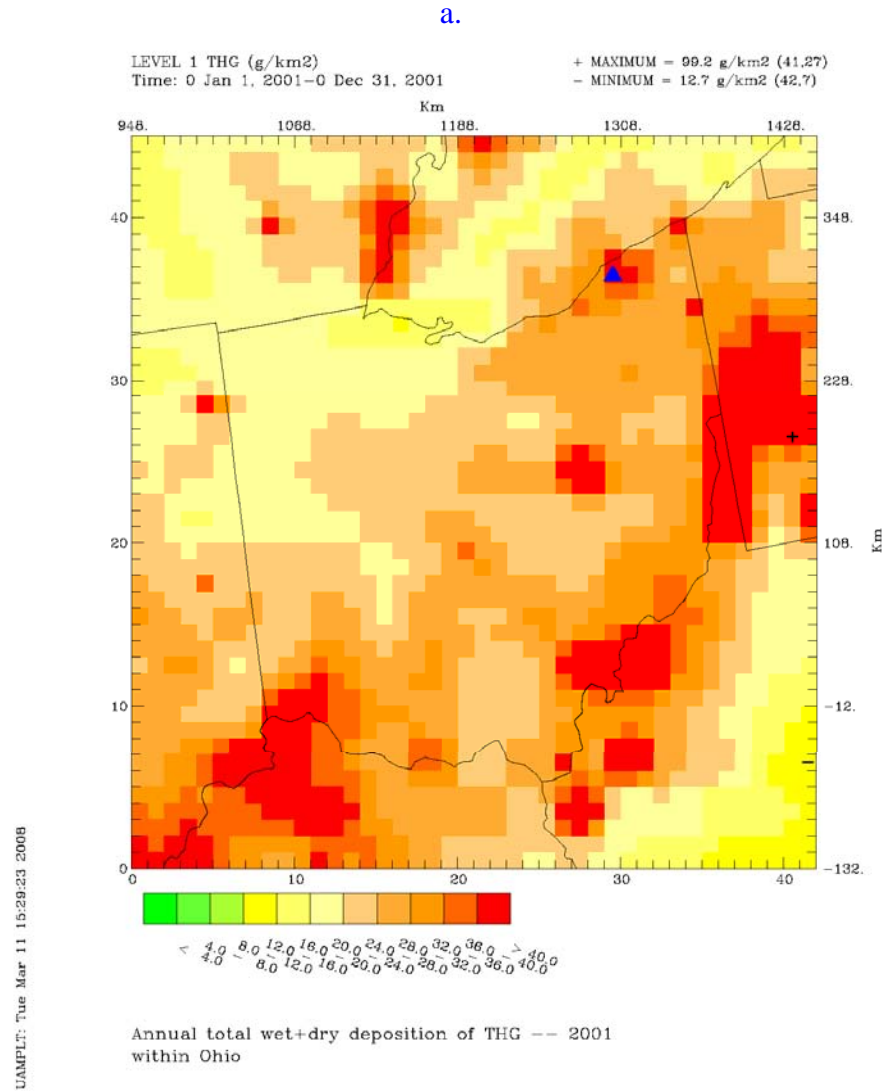 a.
LEVEL 1 THG (g/km2)
Time: 0 Jan 1, 2001-0 Dec 31, 2001
+ MAXIMUM = 99.2 g/km2 (41,27)
- MINIMUM = 12.7 g/km2 (42,7)
Km
948. 1068. 1188. 1308. 1428.
40 348.
30 228.
20 108.
Km
10 -12.
0 -132.
0 10 20 30 40
< 4.0
4.0 - 8.0
8.0 - 12.0
12.0 - 16.0
16.0 - 20.0
20.0 - 24.0
24.0 - 28.0
28.0 - 32.0
32.0 - 36.0
36.0 - 40.0
> 40.0
Annual total wet+dry deposition of THG -- 2001
within Ohio
UAMPLT: Tue Mar 11 15:29:23 2008